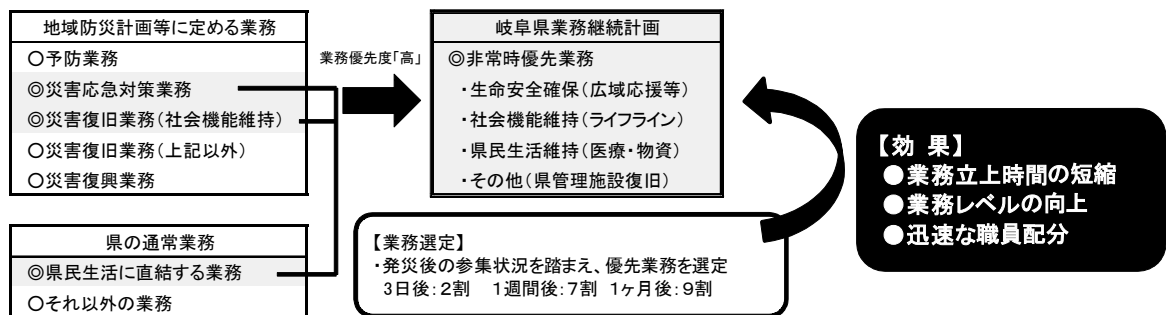 地域防災計画等に定める業務
○予防業務
◎災害応急対策業務
◎災害復旧業務(社会機能維持)
○災害復旧業務(上記以外)
○災害復興業務
県の通常業務
◎県民生活に直結する業務
○それ以外の業務
業務優先度「高」
岐阜県業務継続計画
◎非常時優先業務
・生命安全確保(広域応援等)
・社会機能維持(ライフライン)
・県民生活維持(医療・物資)
・その他(県管理施設復旧)
【業務選定】
・発災後の参集状況を踏まえ、優先業務を選定
3日後:2割 1週間後:7割 1ヶ月後:9割
【効 果】
●業務立上時間の短縮
●業務レベルの向上
●迅速な職員配分